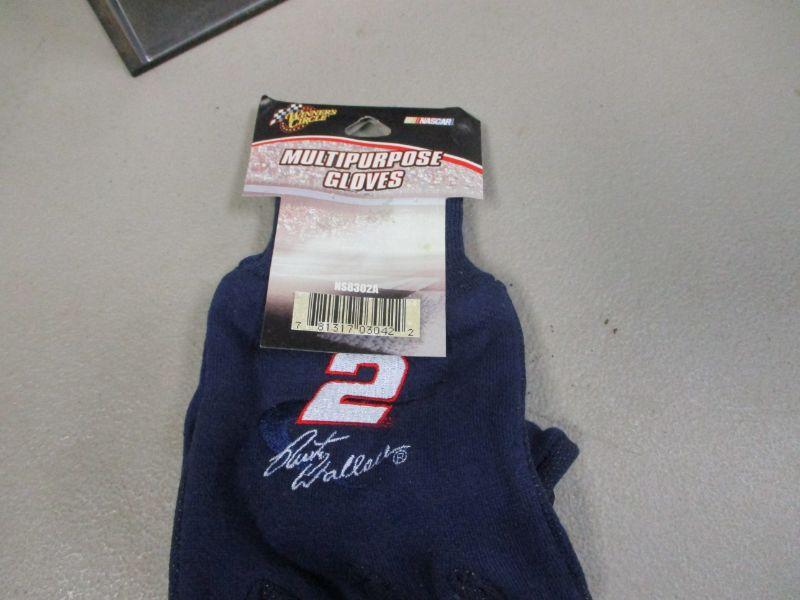 WINNER'S
CIRCLE
NASCAR
MULTIPURPOSE
GLOVES
NS8302A
7 81317 03042 2
2
Rusty
Wallace ®